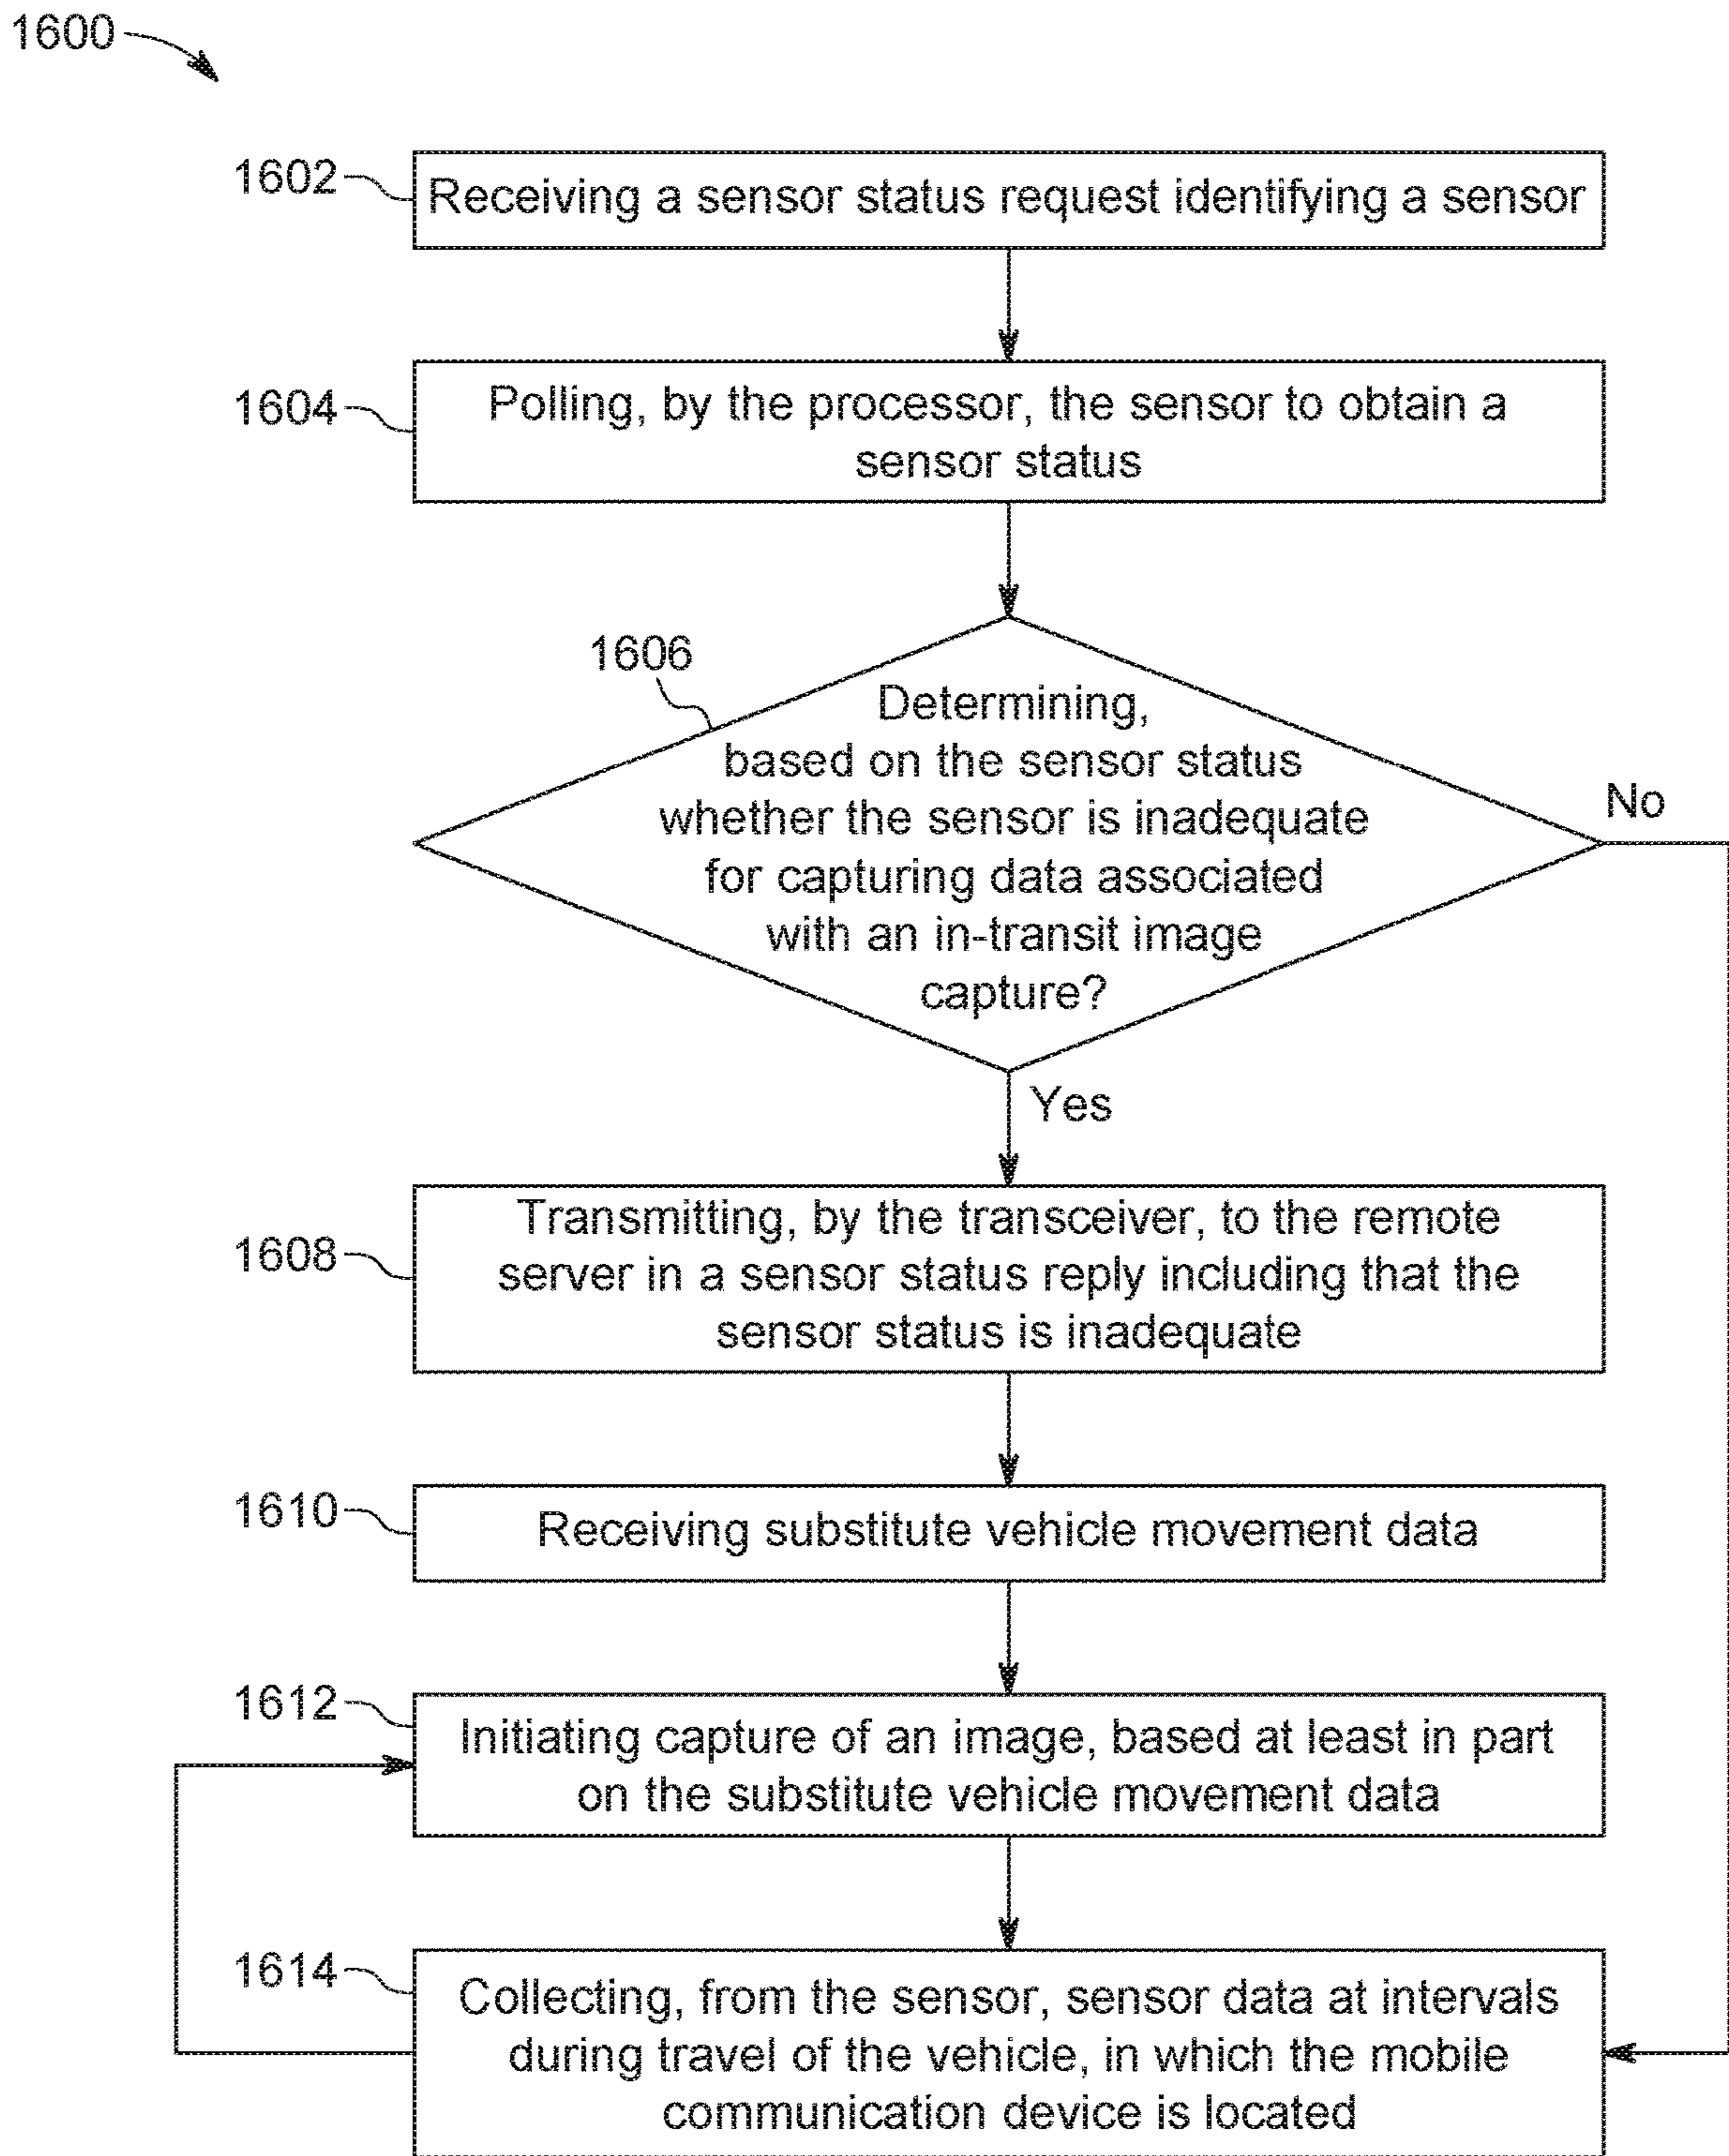 1600
1602
Receiving a sensor status request identifying a sensor
1604
Polling, by the processor, the sensor to obtain a
sensor status
1606
Determining,
based on the sensor status
whether the sensor is inadequate
for capturing data associated
with an in-transit image
capture?
No
Yes
1608
Transmitting, by the transceiver, to the remote
server in a sensor status reply including that the
sensor status is inadequate
1610
Receiving substitute vehicle movement data
1612
Initiating capture of an image, based at least in part
on the substitute vehicle movement data
1614
Collecting, from the sensor, sensor data at intervals
during travel of the vehicle, in which the mobile
communication device is located